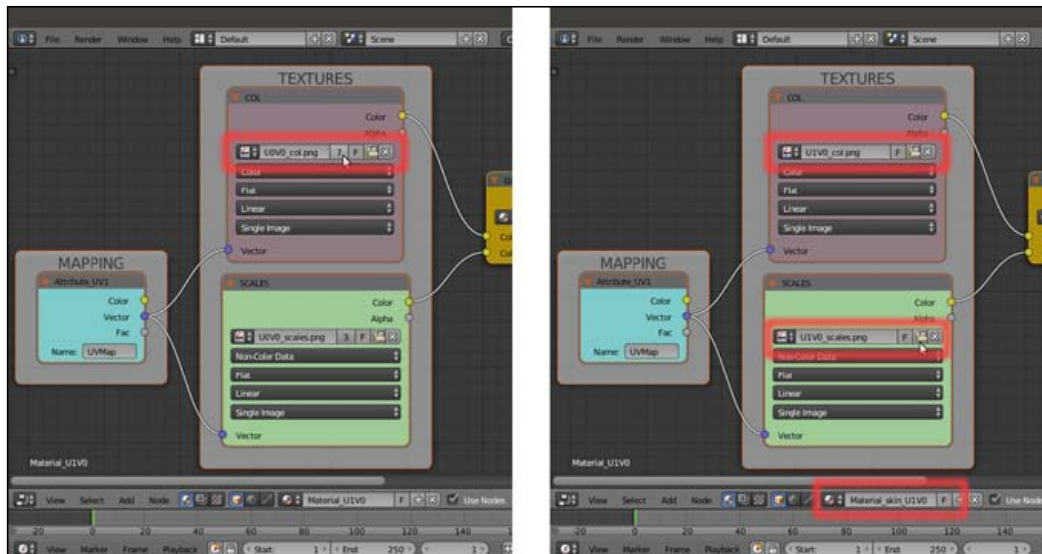 File Render Window Help Default Scene
TEXTURES
COL
Color
Alpha
U0V0_col.png 7 F
Color
Flat
Linear
Single Image
Vector
MAPPING
Attribute_UV1
Color
Vector
Fac
Name: UVMap
SCALES
Color
Alpha
U0V0_scales.png 3 F
Non-Color Data
Flat
Linear
Single Image
Vector
Material_U1V0
View Select Add Node Material_U1V0 F Use Nodes
-20 0 20 40 60 80 100 120 140
View Marker Frame Playback Start: 1 End: 250 1
File Render Window Help Default Scene
TEXTURES
COL
Color
Alpha
U1V0_col.png F
Color
Flat
Linear
Single Image
Vector
MAPPING
Attribute_UV1
Color
Vector
Fac
Name: UVMap
SCALES
Color
Alpha
U1V0_scales.png F
Non-Color Data
Flat
Linear
Single Image
Vector
Material_U1V0
View Select Add Node Material_skin_U1V0 F Use Nodes
-20 0 20 40 60 80 100 120 140
View Marker Frame Playback Start: 1 End: 250 1